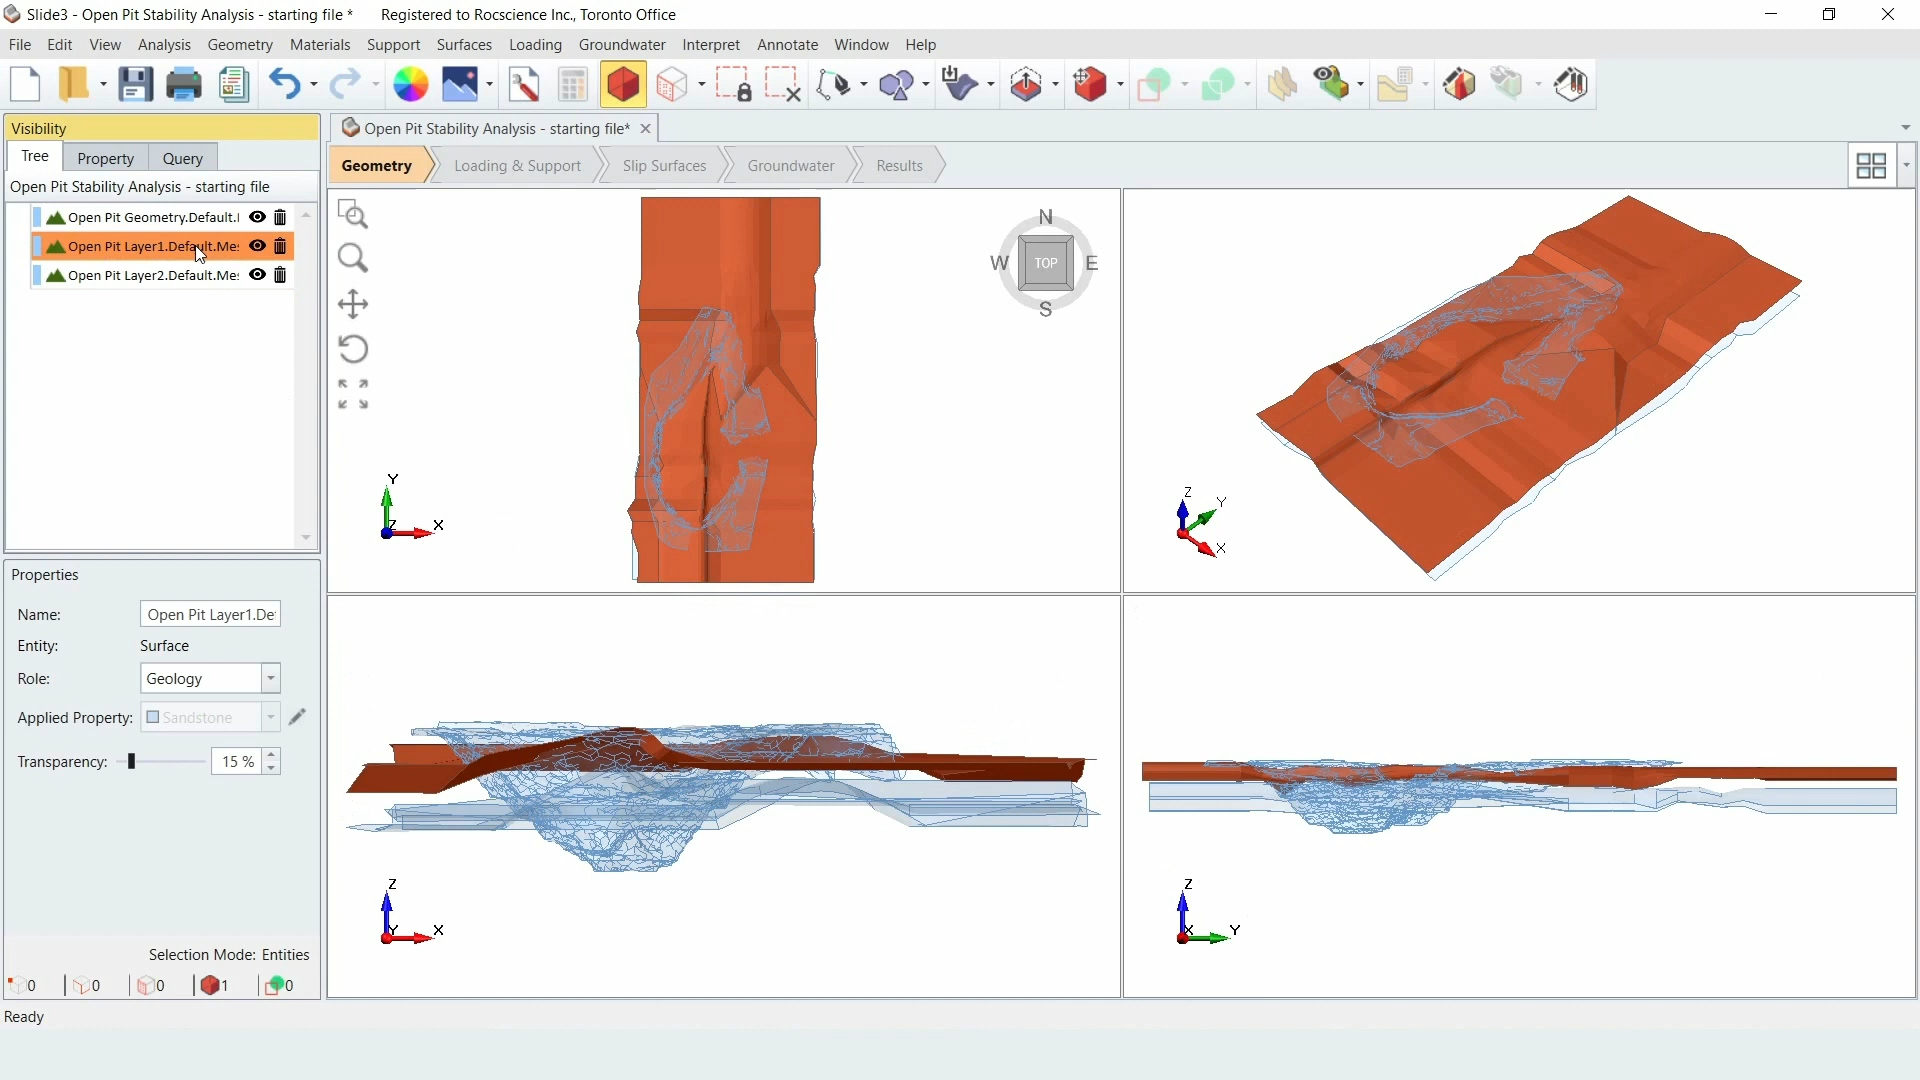 Slide3 - Open Pit Stability Analysis - starting file * Registered to Rocscience Inc., Toronto Office
File Edit View Analysis Geometry Materials Support Surfaces Loading Groundwater Interpret Annotate Window Help
Visibility
Open Pit Stability Analysis - starting file*
Tree Property Query
Geometry Loading & Support Slip Surfaces Groundwater Results
Open Pit Stability Analysis - starting file
Open Pit Geometry.Default.
Open Pit Layer1.Default.Me
Open Pit Layer2.Default.Me
N
W TOP E
S
Y
Z X
Z
Y
X
Properties
Name: Open Pit Layer1.De
Entity: Surface
Role: Geology
Applied Property: Sandstone
Transparency: 15 %
Z
Y X
Z
X Y
Selection Mode: Entities
0 0 0 1 0
Ready